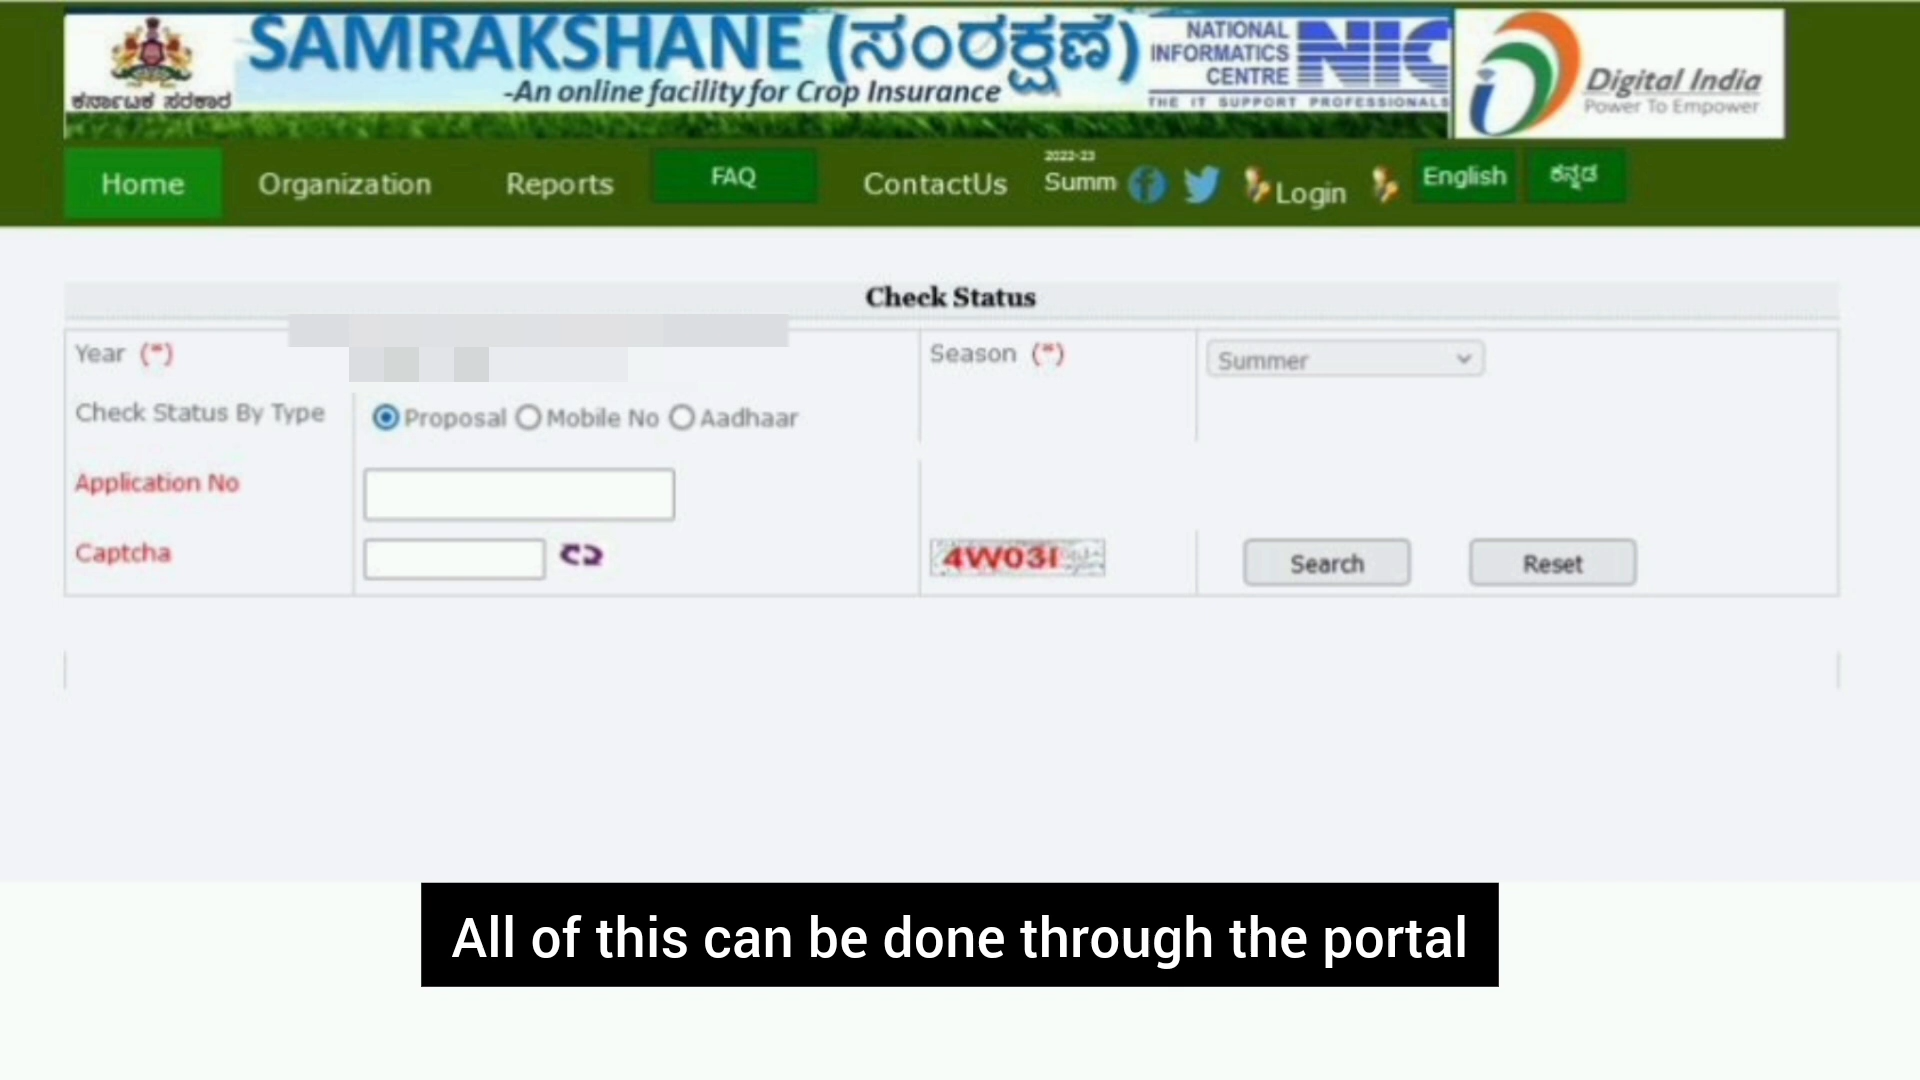 ಕರ್ನಾಟಕ ಸರಕಾರ
SAMRAKSHANE (ಸಂರಕ್ಷಣೆ)
-An online facility for Crop Insurance
NATIONAL
INFORMATICS
CENTRE
NIC
THE IT SUPPORT PROFESSIONALS
Digital India
Power To Empower
Home Organization Reports FAQ ContactUs
2022-23
Summ
Login
English
ಕನ್ನಡ
Check Status
Year (*)
Season (*)
Summer
Check Status By Type
Proposal Mobile No Aadhaar
Application No
Captcha
4W03I
Search
Reset
All of this can be done through the portal